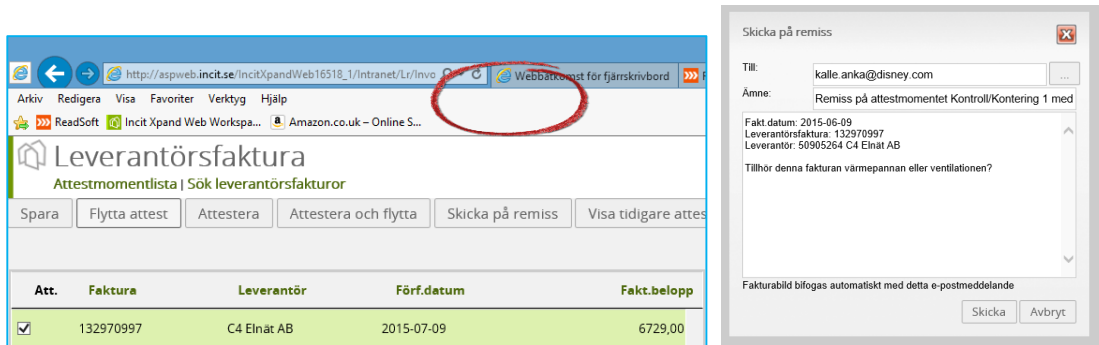 http://aspweb.incit.se/IncitXpandWeb16518_1/Intranet/Lr/Invo
Webbåtkomst för fjärrskrivbord
Arkiv Redigera Visa Favoriter Verktyg Hjälp
ReadSoft Incit Xpand Web Workspa... Amazon.co.uk – Online S...
Leverantörsfaktura
Attestmomentlista | Sök leverantörsfakturor
Spara Flytta attest Attestera Attestera och flytta Skicka på remiss Visa tidigare attes
Att. Faktura Leverantör Förf.datum Fakt.belopp
132970997 C4 Elnät AB 2015-07-09 6729,00
Skicka på remiss
Till: kalle.anka@disney.com ...
Ämne: Remiss på attestmomentet Kontroll/Kontering 1 med
Fakt.datum: 2015-06-09
Leverantörsfaktura: 132970997
Leverantör: 50905264 C4 Elnät AB
Tillhör denna fakturan värmepannan eller ventilationen?
Fakturabild bifogas automatiskt med detta e-postmeddelande
Skicka Avbryt